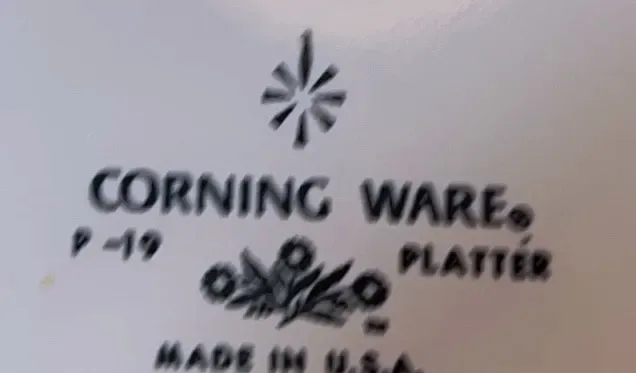 CORNING WARE®
P-19 PLATTER
MADE IN U.S.A.